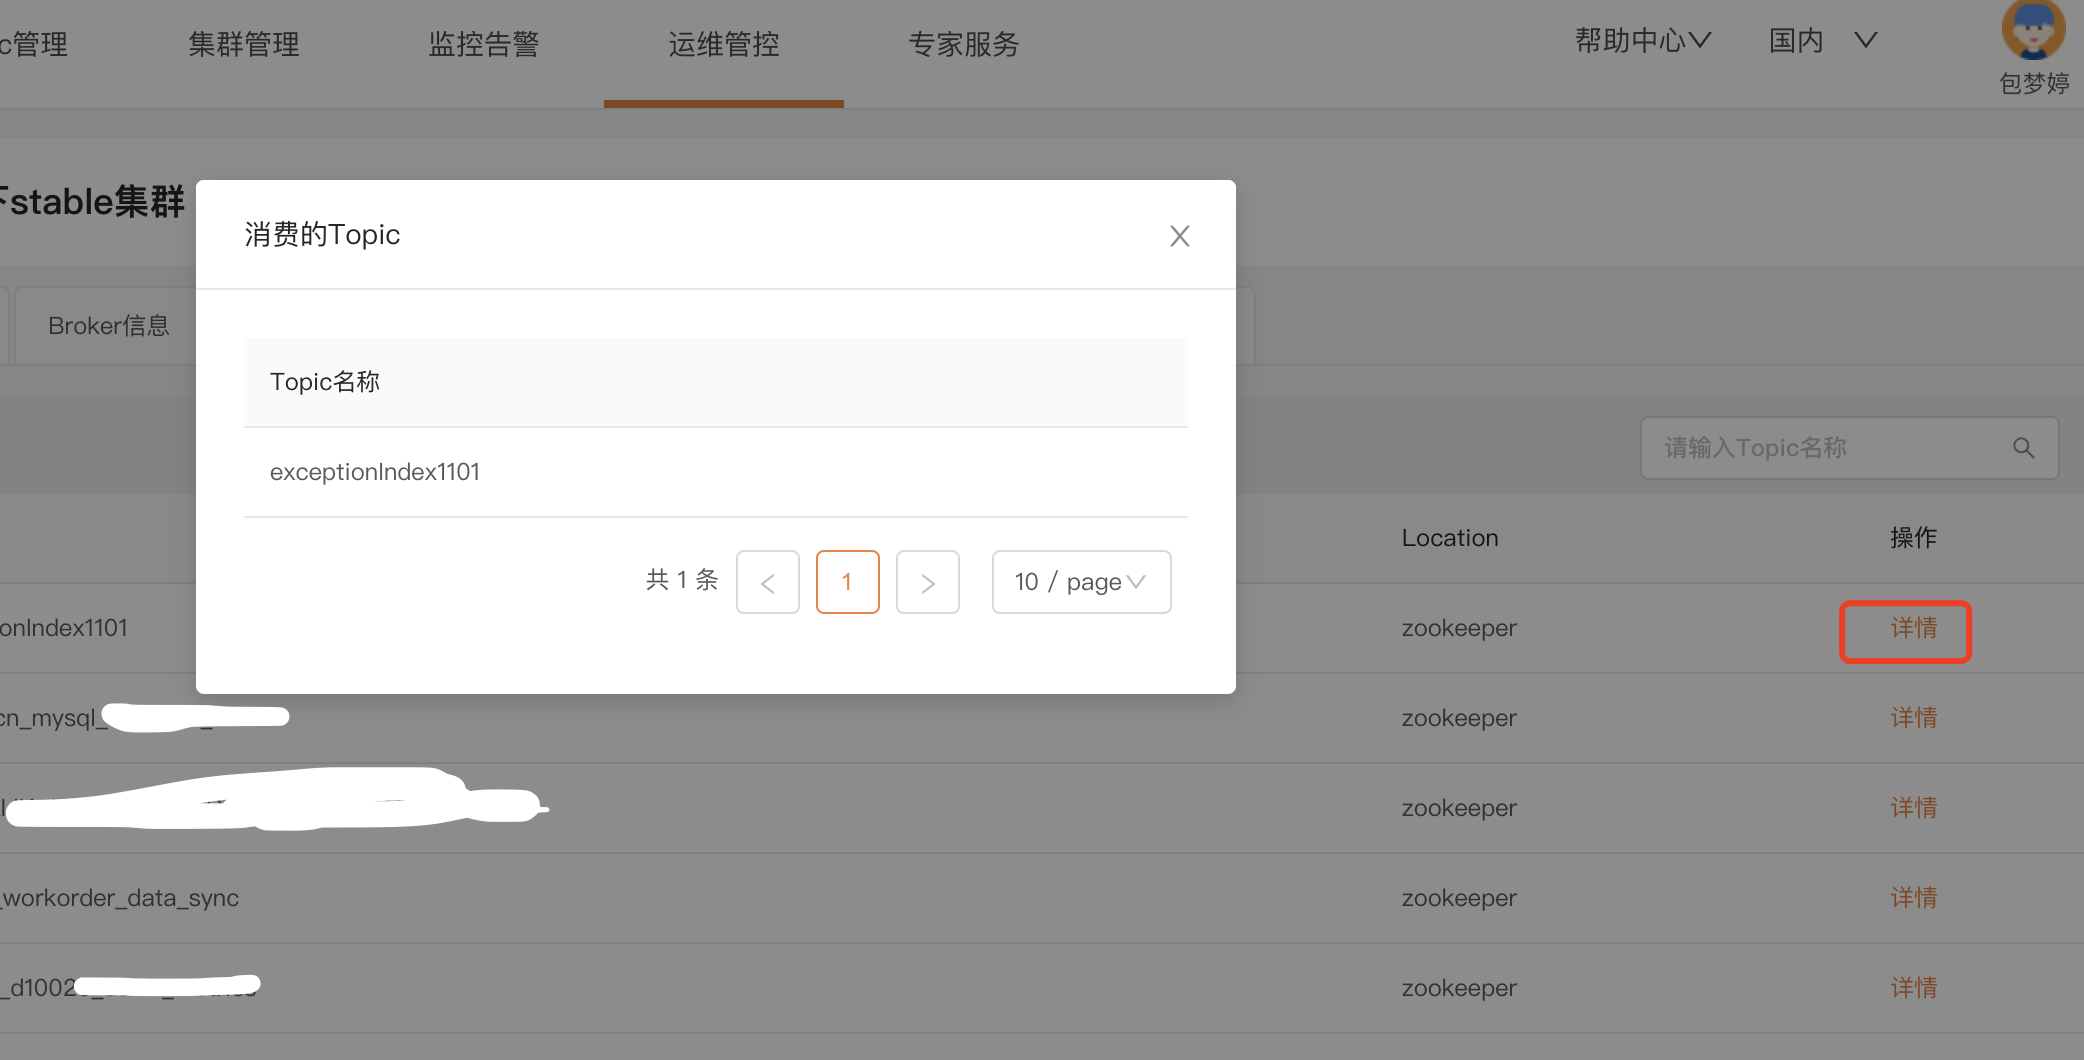 c管理 集群管理 监控告警 运维管控 专家服务 帮助中心 国内
包梦婷
下stable集群
消费的Topic
Broker信息
Topic名称
exceptionIndex1101
共 1 条 < 1 > 10 / page
请输入Topic名称
Location 操作
onIndex1101 zookeeper 详情
cn_mysql_ zookeeper 详情
zookeeper 详情
_workorder_data_sync zookeeper 详情
_d1002 zookeeper 详情